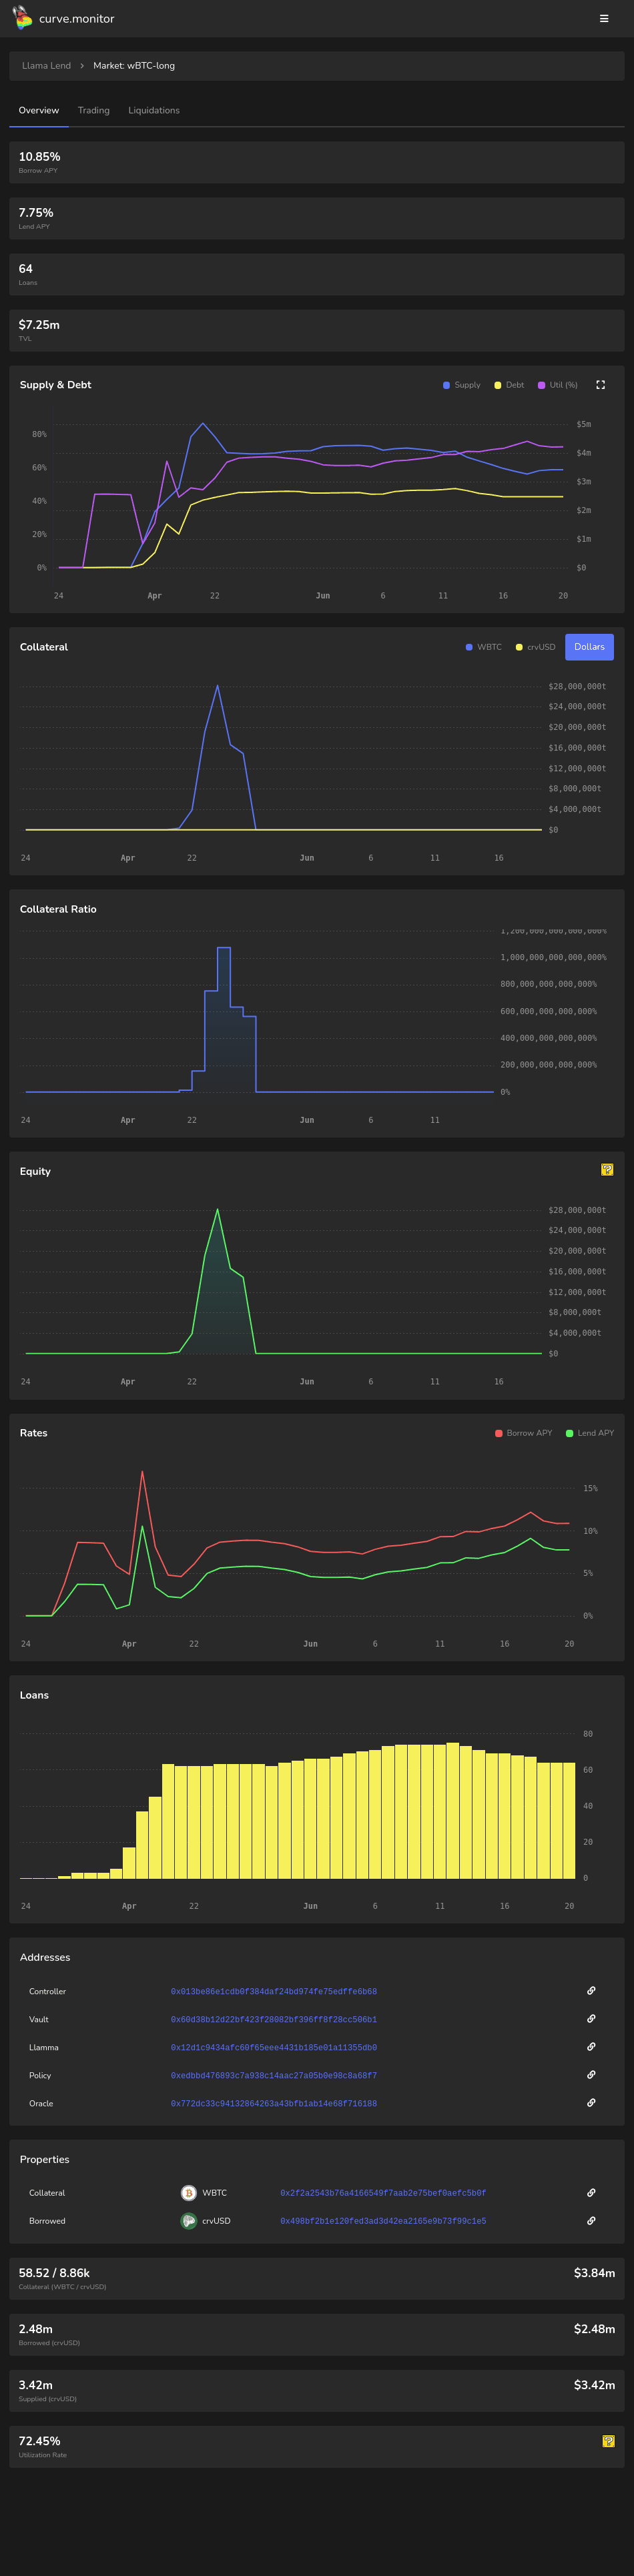 curve.monitor
Llama Lend > Market: wBTC-long
Overview Trading Liquidations
10.85%
Borrow APY
7.75%
Lend APY
64
Loans
$7.25m
TVL
Supply & Debt Supply Debt Util (%)
$5m
80%
$4m
60%
$3m
40%
$2m
20%
$1m
0% $0
24 Apr 22 Jun 6 11 16 20
Collateral WBTC crvUSD Dollars
$28,000,000t
$24,000,000t
$20,000,000t
$16,000,000t
$12,000,000t
$8,000,000t
$4,000,000t
$0
24 Apr 22 Jun 6 11 16
Collateral Ratio
1,200,000,000,000,000%
1,000,000,000,000,000%
800,000,000,000,000%
600,000,000,000,000%
400,000,000,000,000%
200,000,000,000,000%
0%
24 Apr 22 Jun 6 11
Equity
$28,000,000t
$24,000,000t
$20,000,000t
$16,000,000t
$12,000,000t
$8,000,000t
$4,000,000t
$0
24 Apr 22 Jun 6 11 16
Rates Borrow APY Lend APY
15%
10%
5%
0%
24 Apr 22 Jun 6 11 16 20
Loans
80
60
40
20
0
24 Apr 22 Jun 6 11 16 20
Addresses
Controller 0x013be86e1cdb0f384daf24bd974fe75edffe6b68
Vault 0x60d38b12d22bf423f28082bf396ff8f28cc506b1
Llamma 0x12d1c9434afc60f65eee4431b185e01a11355db0
Policy 0xedbbd476893c7a938c14aac27a05b0e98c8a68f7
Oracle 0x772dc33c94132864263a43bfb1ab14e68f716188
Properties
Collateral WBTC 0x2f2a2543b76a4166549f7aab2e75bef0aefc5b0f
Borrowed crvUSD 0x498bf2b1e120fed3ad3d42ea2165e9b73f99c1e5
58.52 / 8.86k $3.84m
Collateral (WBTC / crvUSD)
2.48m $2.48m
Borrowed (crvUSD)
3.42m $3.42m
Supplied (crvUSD)
72.45%
Utilization Rate